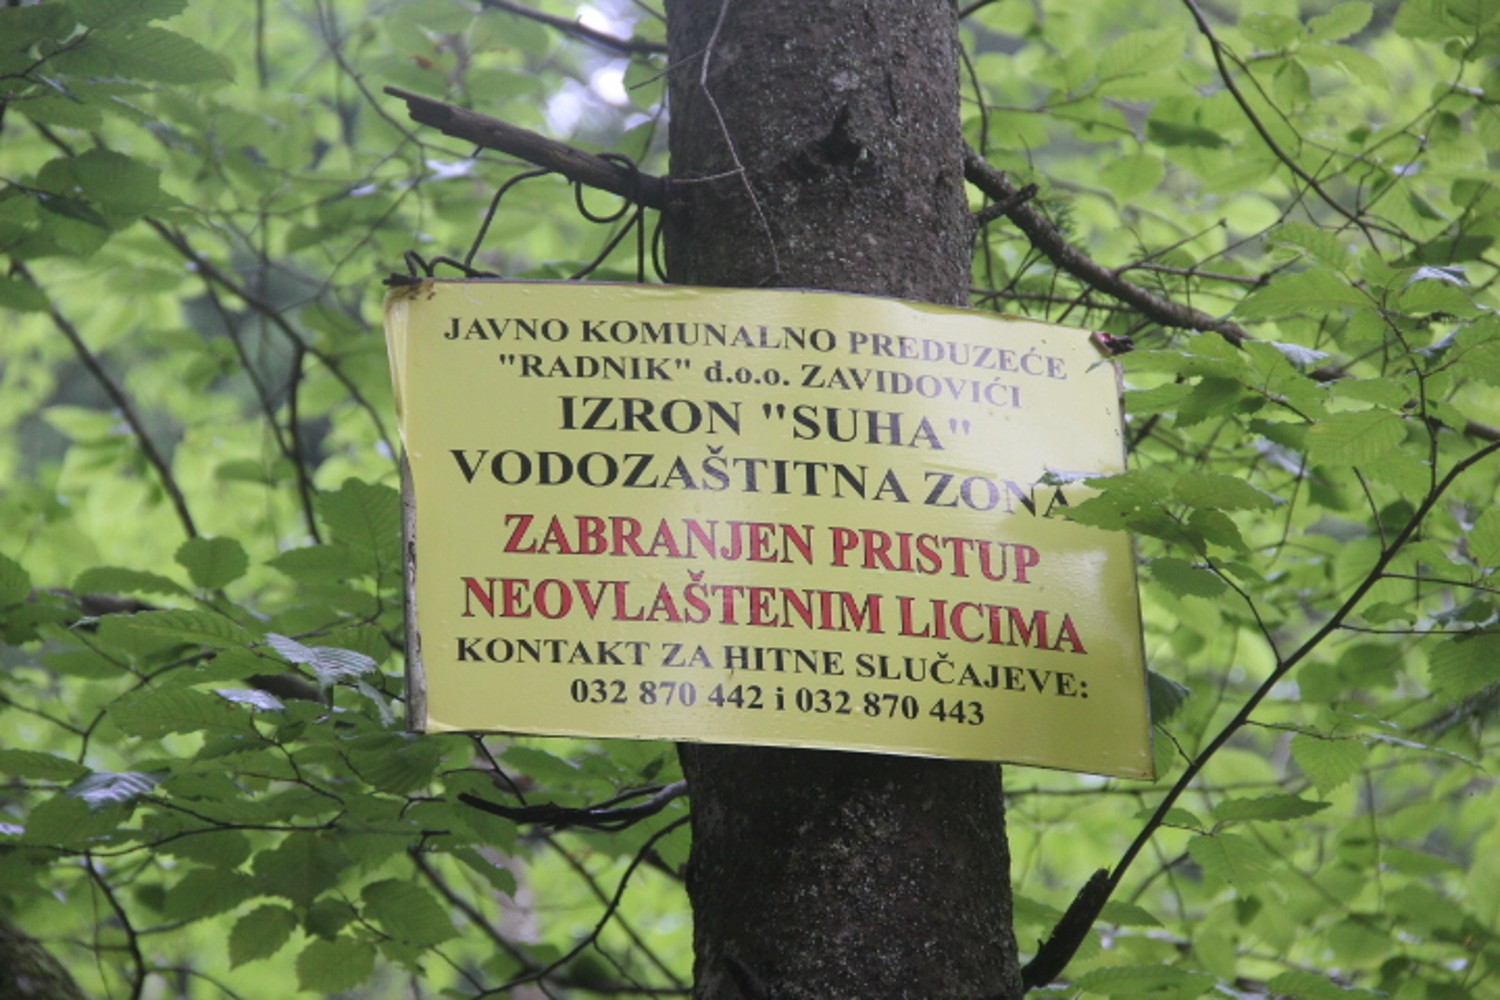 JAVNO KOMUNALNO PREDUZEĆE
"RADNIK" d.o.o. ZAVIDOVIĆI
IZRON "SUHA"
VODOZAŠTITNA ZONA
ZABRANJEN PRISTUP
NEOVLAŠTENIM LICIMA
KONTAKT ZA HITNE SLUČAJEVE:
032 870 442 i 032 870 443